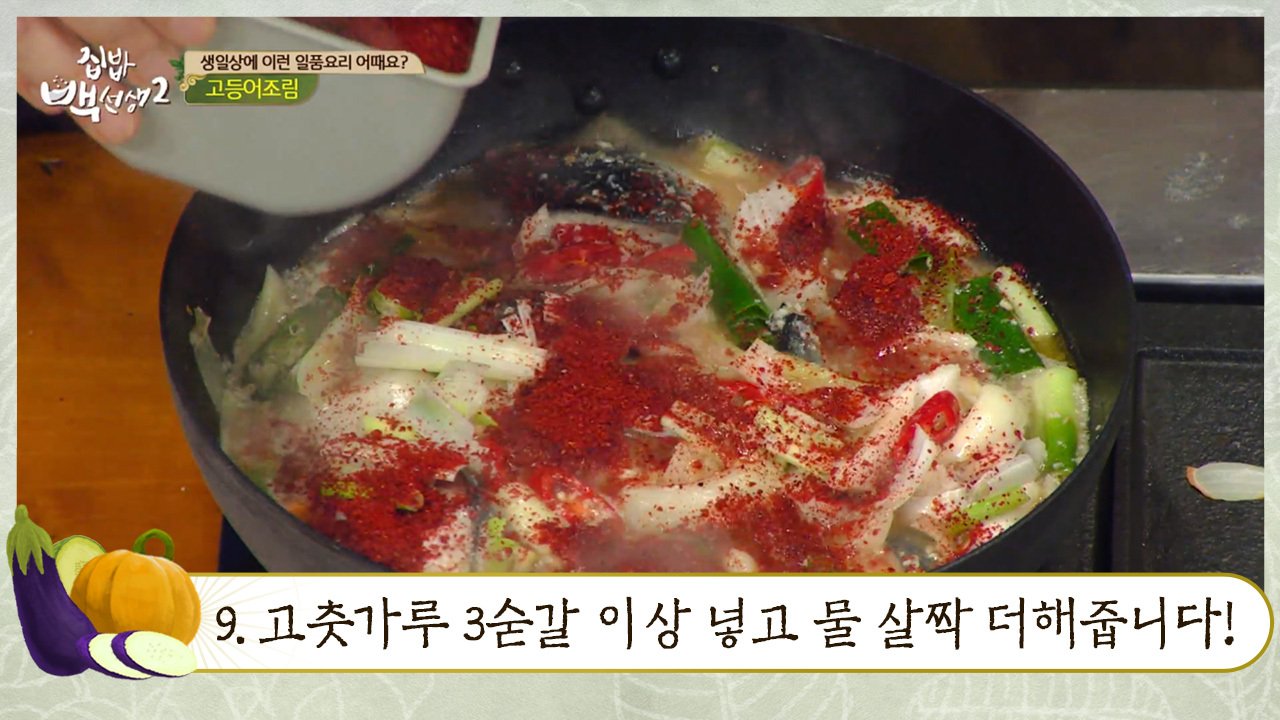 집밥
백선생2
생일상에 이런 일품요리 어때요?
고등어조림
9. 고춧가루 3숟갈 이상 넣고 물 살짝 더해줍니다!